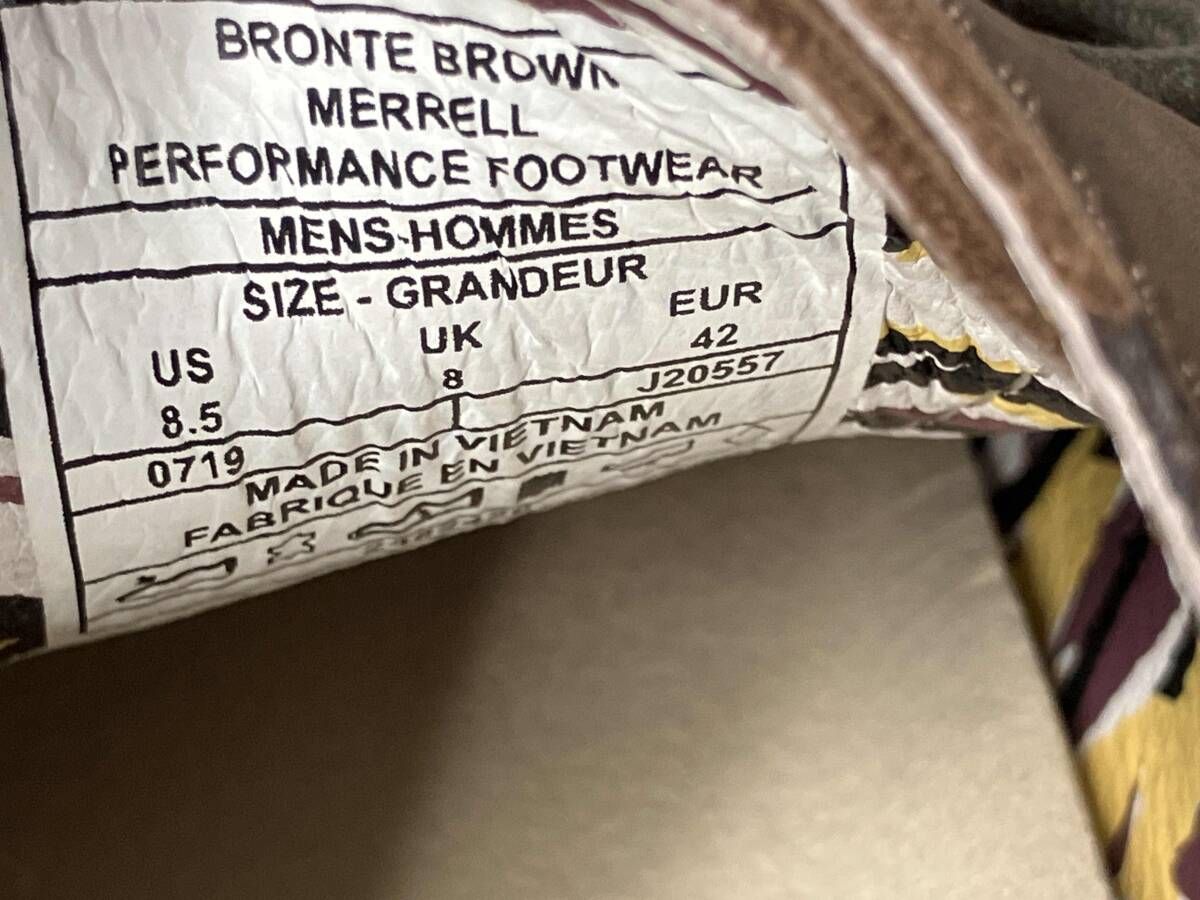 BRONTE BROWN
MERRELL
PERFORMANCE FOOTWEAR
MENS-HOMMES
SIZE - GRANDEUR
US UK EUR
8.5 8 42
0719 J20557
MADE IN VIETNAM
FABRIQUE EN VIETNAM